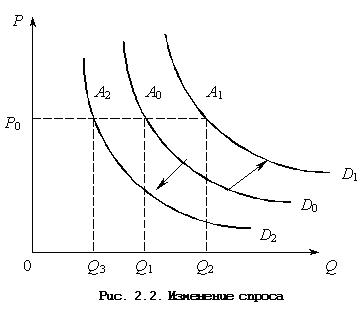 P
A2 A0 A1
P0
D1
D0
D2
0 Q3 Q1 Q2 Q
Рис. 2.2. Изменение спроса